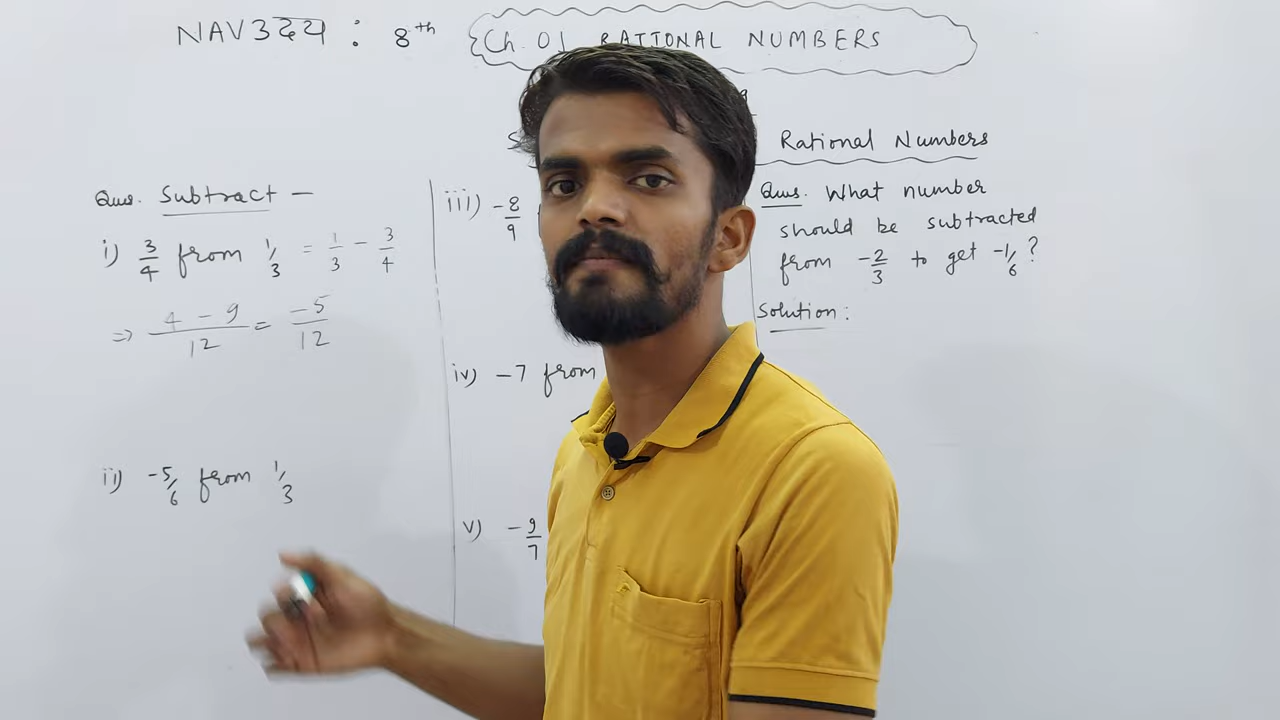 NAV3दय : 8th
Ch. 01 RATIONAL NUMBERS
Rational Numbers
Ques. Subtract —
i) 3/4 from 1/3 = 1/3 - 3/4
=> 4 - 9/12 = -5/12
ii) -5/6 from 1/3
iii) -8/9
iv) -7 from
v) -9/7
Ques. What number
should be subtracted
from -2/3 to get -1/6 ?
Solution :